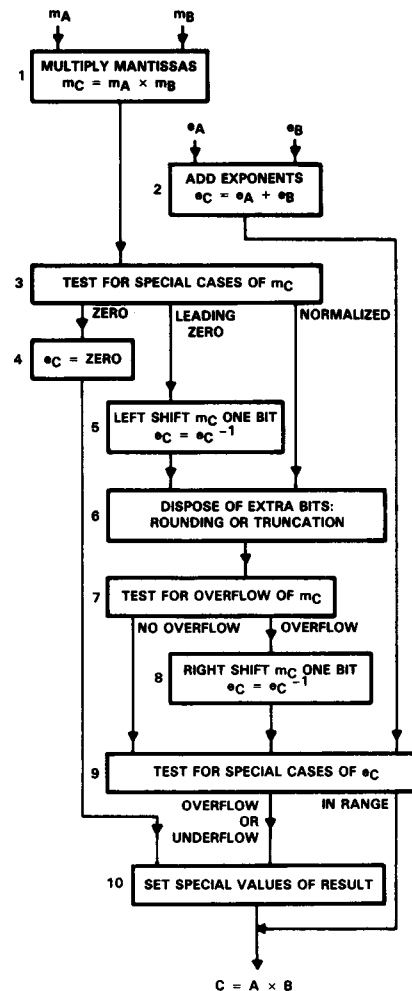 mA mB
1 MULTIPLY MANTISSAS
mC = mA × mB
eA eB
2 ADD EXPONENTS
eC = eA + eB
3 TEST FOR SPECIAL CASES OF mC
ZERO LEADING ZERO NORMALIZED
4 eC = ZERO
5 LEFT SHIFT mC ONE BIT
eC = eC -1
6 DISPOSE OF EXTRA BITS:
ROUNDING OR TRUNCATION
7 TEST FOR OVERFLOW OF mC
NO OVERFLOW OVERFLOW
8 RIGHT SHIFT mC ONE BIT
eC = eC -1
9 TEST FOR SPECIAL CASES OF eC
OVERFLOW IN RANGE
OR
UNDERFLOW
10 SET SPECIAL VALUES OF RESULT
C = A × B